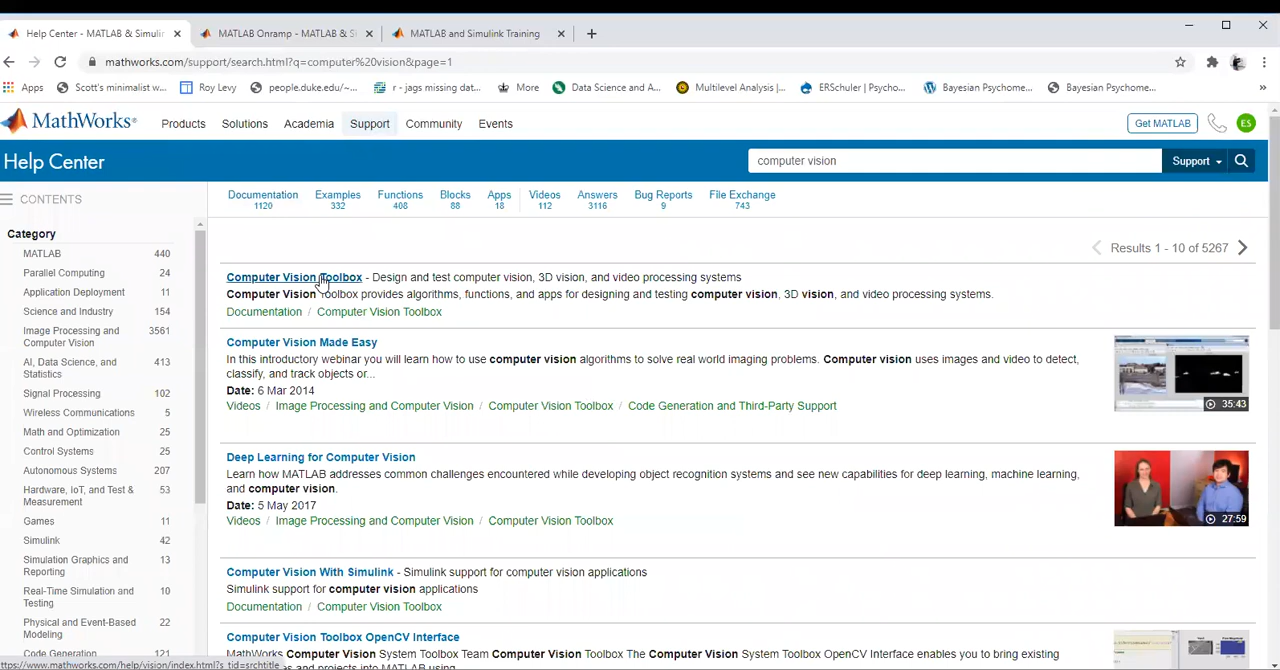 Help Center - MATLAB & Simulir
MATLAB Onramp - MATLAB & S
MATLAB and Simulink Training
mathworks.com/support/search.html?q=computer%20vision&page=1
Apps
Scott's minimalist w...
Roy Levy
people.duke.edu/~...
r - jags missing dat...
More
Data Science and A...
Multilevel Analysis |...
ERSchuler | Psycho...
Bayesian Psychome...
Bayesian Psychome...
»
MathWorks®
Products
Solutions
Academia
Support
Community
Events
Get MATLAB
ES
Help Center
computer vision
Support
CONTENTS
Documentation
1120
Examples
332
Functions
408
Blocks
88
Apps
18
Videos
112
Answers
3116
Bug Reports
9
File Exchange
743
Category
MATLAB 440
Parallel Computing 24
Application Deployment 11
Science and Industry 154
Image Processing and 3561
Computer Vision
AI, Data Science, and 413
Statistics
Signal Processing 102
Wireless Communications 5
Math and Optimization 25
Control Systems 25
Autonomous Systems 207
Hardware, IoT, and Test & 53
Measurement
Games 11
Simulink 42
Simulation Graphics and 13
Reporting
Real-Time Simulation and 10
Testing
Physical and Event-Based 22
Modeling
Code Generation 121
Results 1 - 10 of 5267
Computer Vision Toolbox - Design and test computer vision, 3D vision, and video processing systems
Computer Vision Toolbox provides algorithms, functions, and apps for designing and testing computer vision, 3D vision, and video processing systems.
Documentation / Computer Vision Toolbox
Computer Vision Made Easy
In this introductory webinar you will learn how to use computer vision algorithms to solve real world imaging problems. Computer vision uses images and video to detect,
classify, and track objects or...
Date: 6 Mar 2014
Videos / Image Processing and Computer Vision / Computer Vision Toolbox / Code Generation and Third-Party Support
35:43
Deep Learning for Computer Vision
Learn how MATLAB addresses common challenges encountered while developing object recognition systems and see new capabilities for deep learning, machine learning,
and computer vision.
Date: 5 May 2017
Videos / Image Processing and Computer Vision / Computer Vision Toolbox
27:59
Computer Vision With Simulink - Simulink support for computer vision applications
Simulink support for computer vision applications
Documentation / Computer Vision Toolbox
Computer Vision Toolbox OpenCV Interface
MathWorks Computer Vision System Toolbox Team Computer Vision Toolbox The Computer Vision System Toolbox OpenCV Interface enables you to bring existing
and projects into MATLAB using
ttps://www.mathworks.com/help/vision/index.html?s_tid=srchtitle